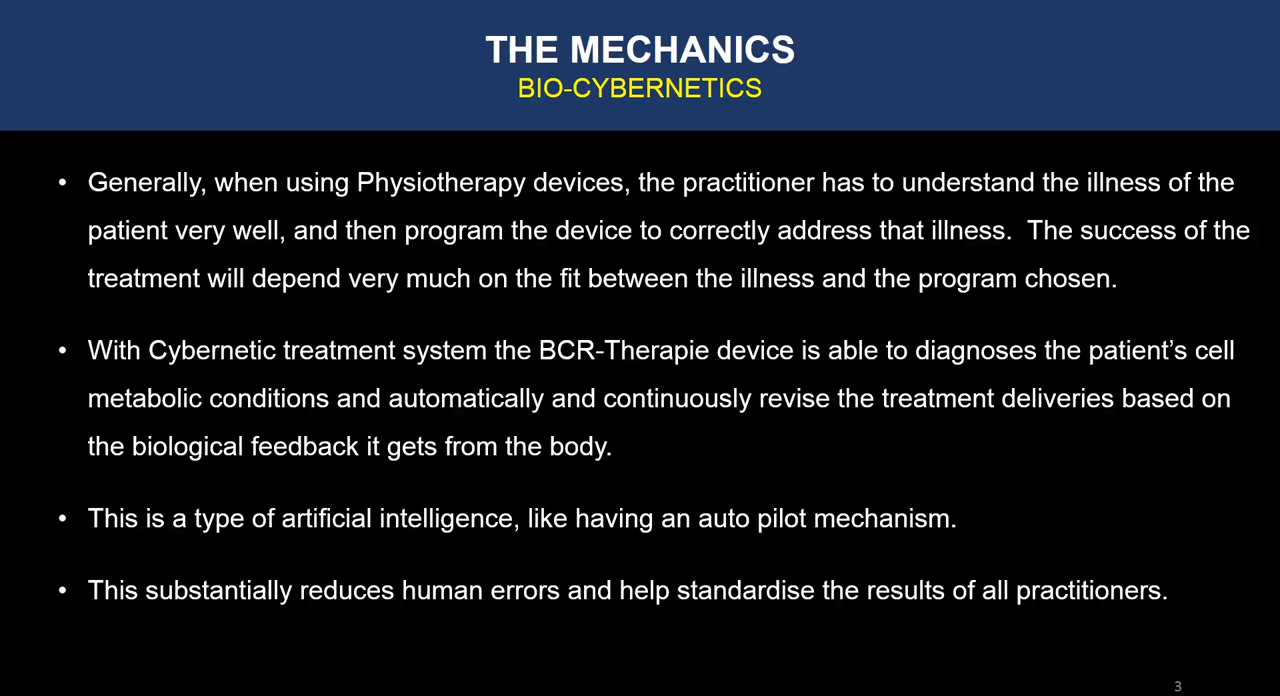 THE MECHANICS
BIO-CYBERNETICS
• Generally, when using Physiotherapy devices, the practitioner has to understand the illness of the
patient very well, and then program the device to correctly address that illness.  The success of the
treatment will depend very much on the fit between the illness and the program chosen.
• With Cybernetic treatment system the BCR-Therapie device is able to diagnoses the patient’s cell
metabolic conditions and automatically and continuously revise the treatment deliveries based on
the biological feedback it gets from the body.
• This is a type of artificial intelligence, like having an auto pilot mechanism.
• This substantially reduces human errors and help standardise the results of all practitioners.
3